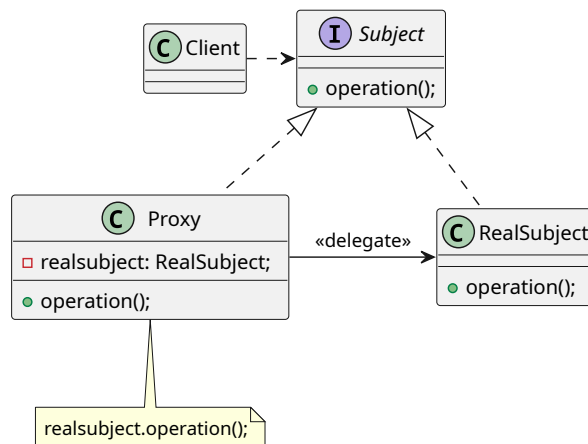 C Client
I Subject
operation();
C Proxy
realsubject: RealSubject;
operation();
«delegate»
C RealSubject
operation();
realsubject.operation();